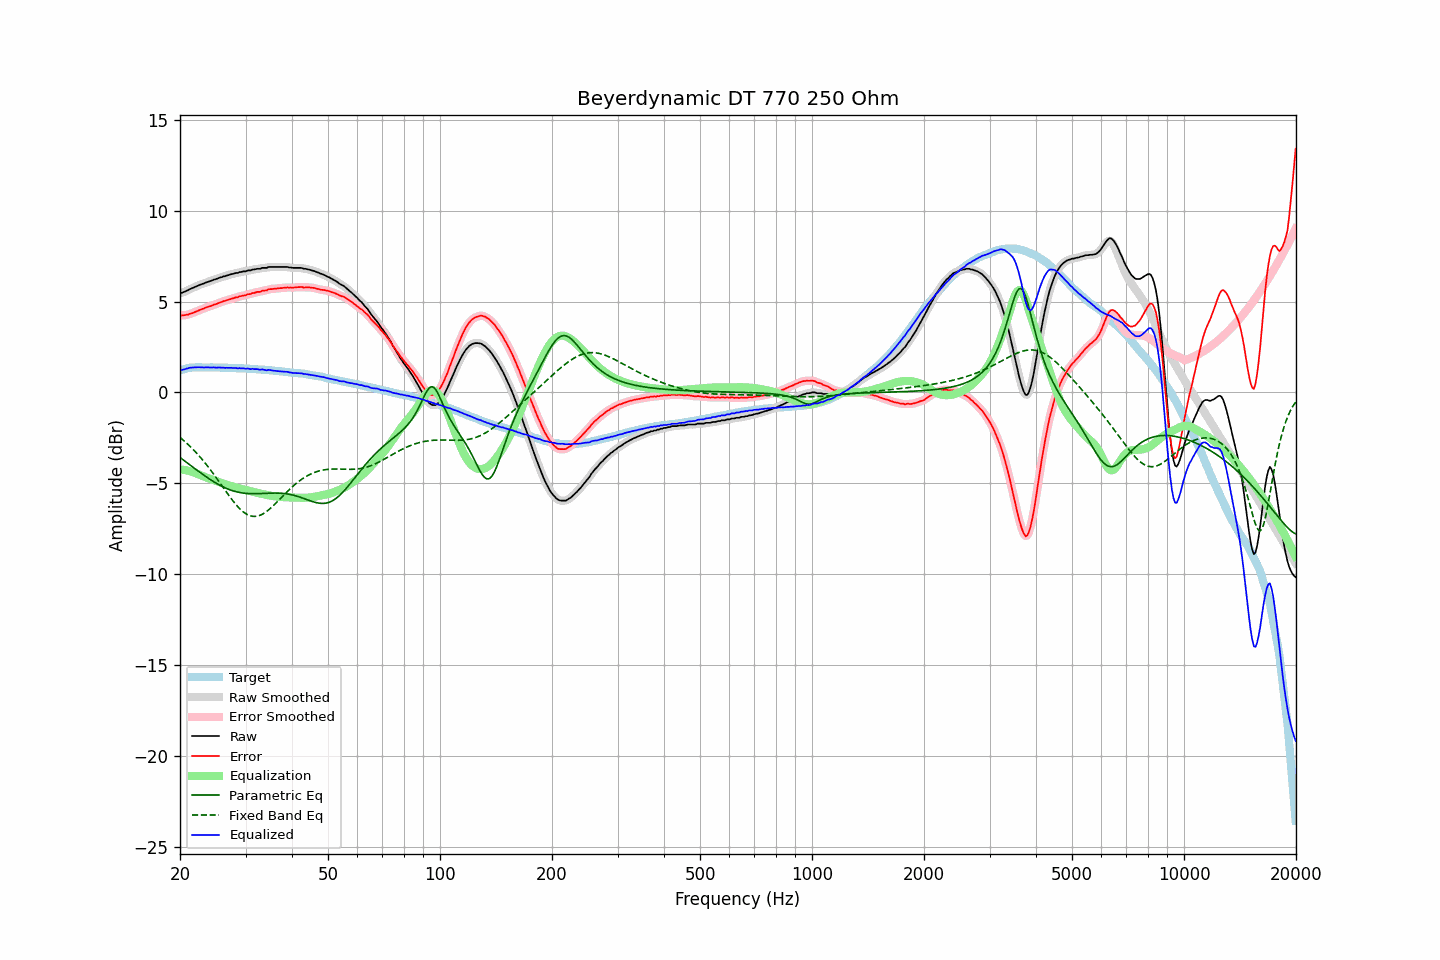 Beyerdynamic DT 770 250 Ohm
15
10
5
0
−5
−10
−15
−20
−25
Amplitude (dBr)
Target
Raw Smoothed
Error Smoothed
Raw
Error
Equalization
Parametric Eq
Fixed Band Eq
Equalized
20
50
100
200
500
1000
2000
5000
10000
20000
Frequency (Hz)